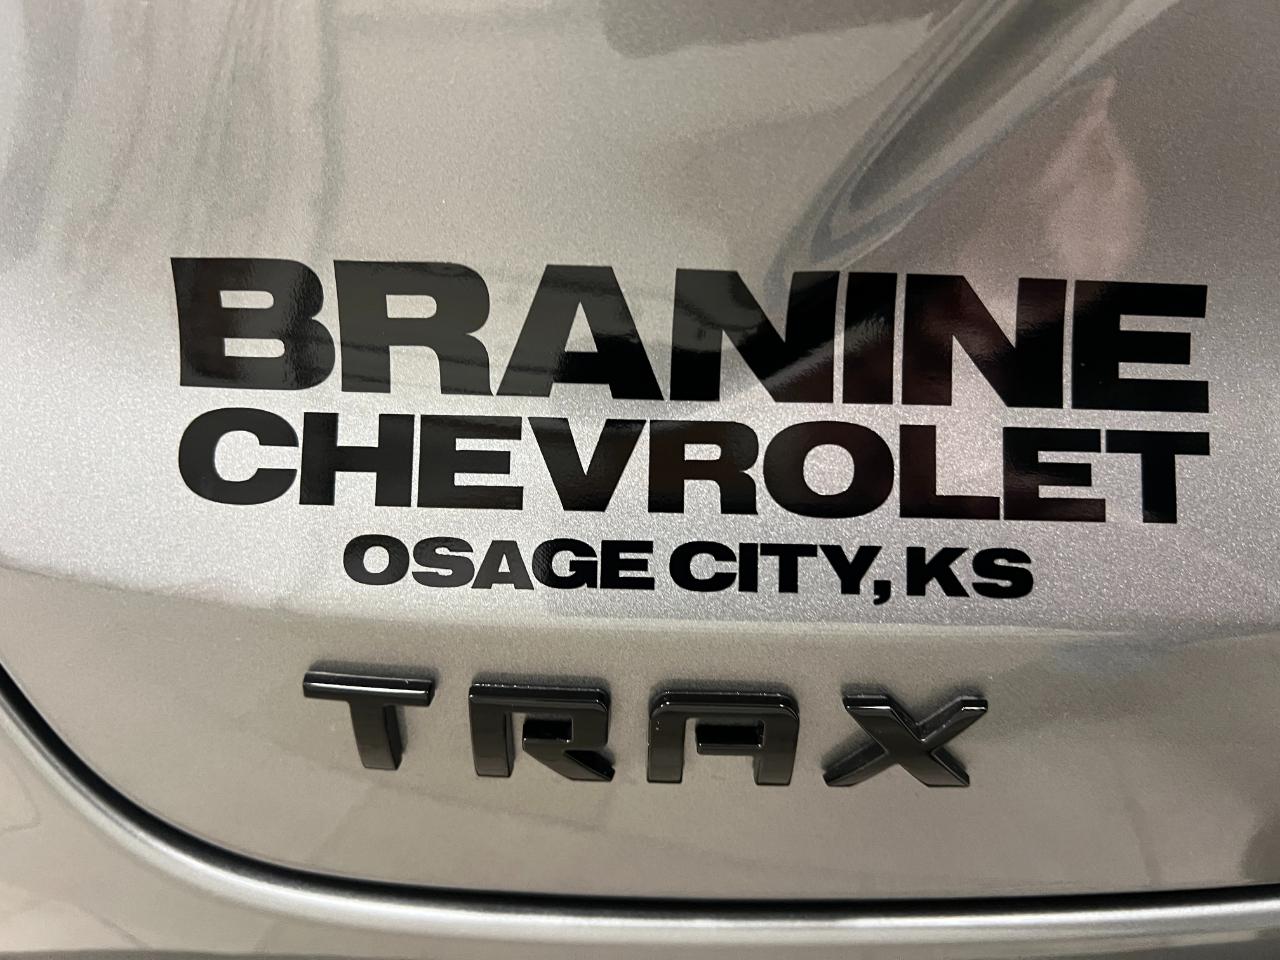 BRANINE
CHEVROLET
OSAGE CITY, KS
TRAX